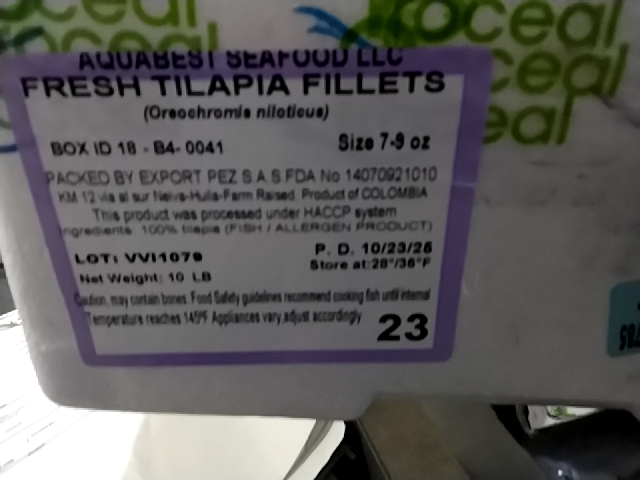 oceal
oceal
oceal
eal
AQUABEST SEAFOOD LLC
FRESH TILAPIA FILLETS
(Oreochromis niloticus)
BOX ID 18 - B4- 0041 Size 7-9 oz
PACKED BY EXPORT PEZ S.A.S FDA No 14070921010
KM 12 via al sur Neiva-Huila-Farm Raised. Product of COLOMBIA
This product was processed under HACCP system
Ingredients: 100% tilapia (FISH / ALLERGEN PRODUCT)
LOT: VVI1079 P. D. 10/23/25
Net Weight: 10 LB Store at:28°/36°F
Caution, may contain bones. Food Safety guidelines recommend cooking fish until internal
Temperature reaches 145ºF Appliances vary,adjust accordingly
23